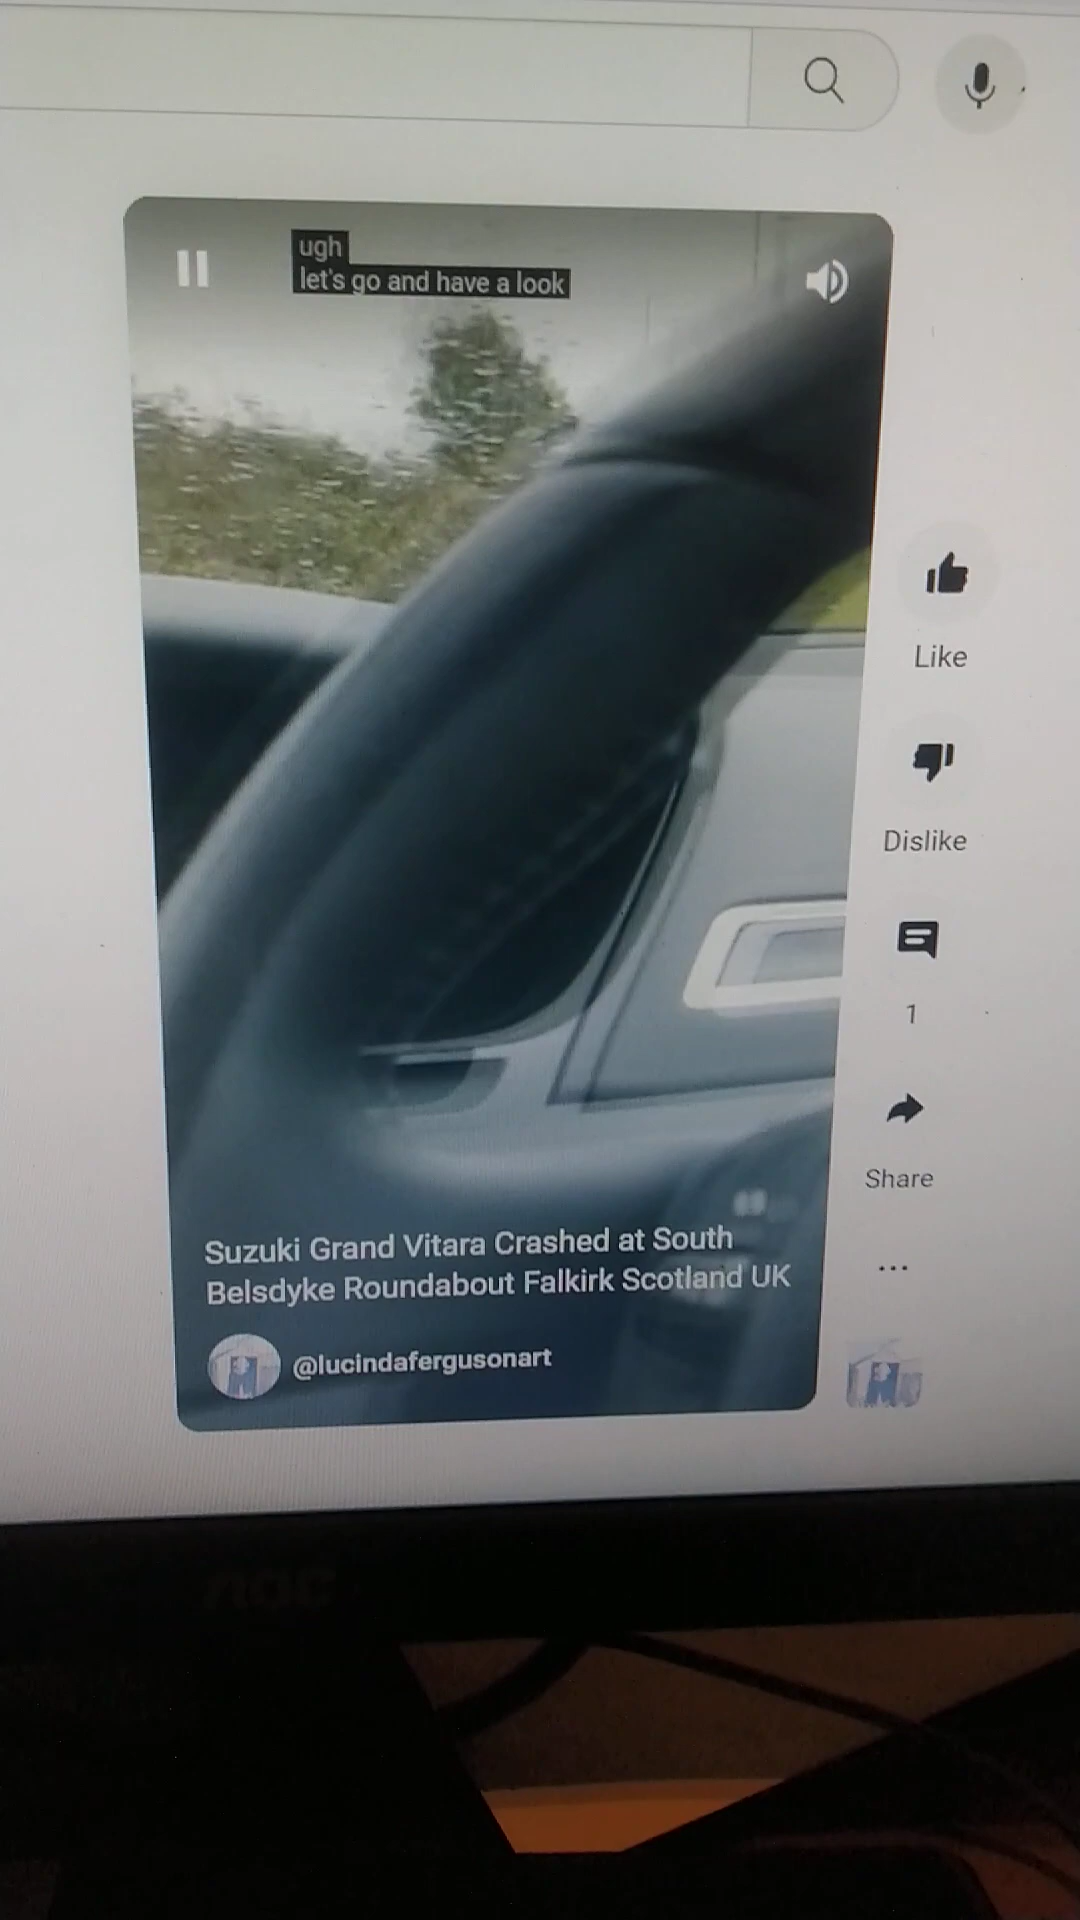 ugh
let's go and have a look
Like
Dislike
1
Share
Suzuki Grand Vitara Crashed at South
Belsdyke Roundabout Falkirk Scotland UK
@lucindafergusonart